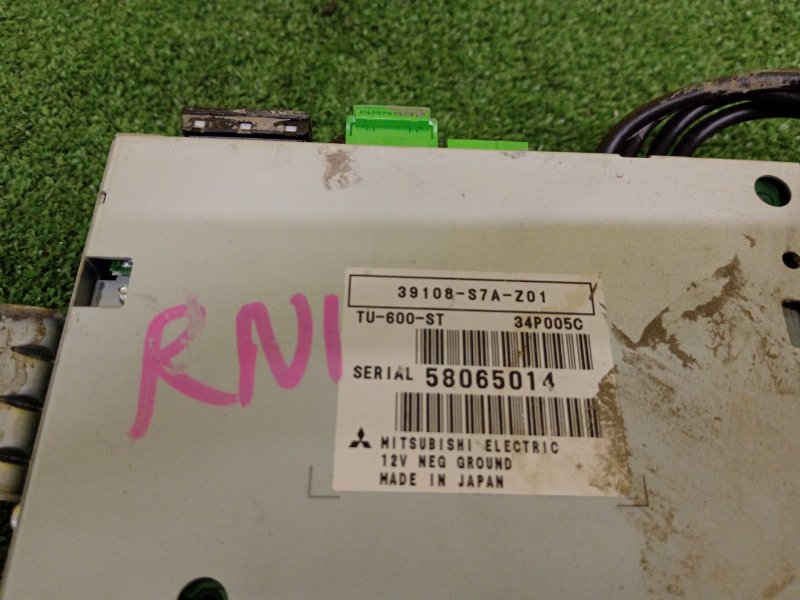 39108-S7A-Z01
TU-600-ST 34P005C
SERIAL 58065014
MITSUBISHI ELECTRIC
12V NEG GROUND
MADE IN JAPAN
RN1